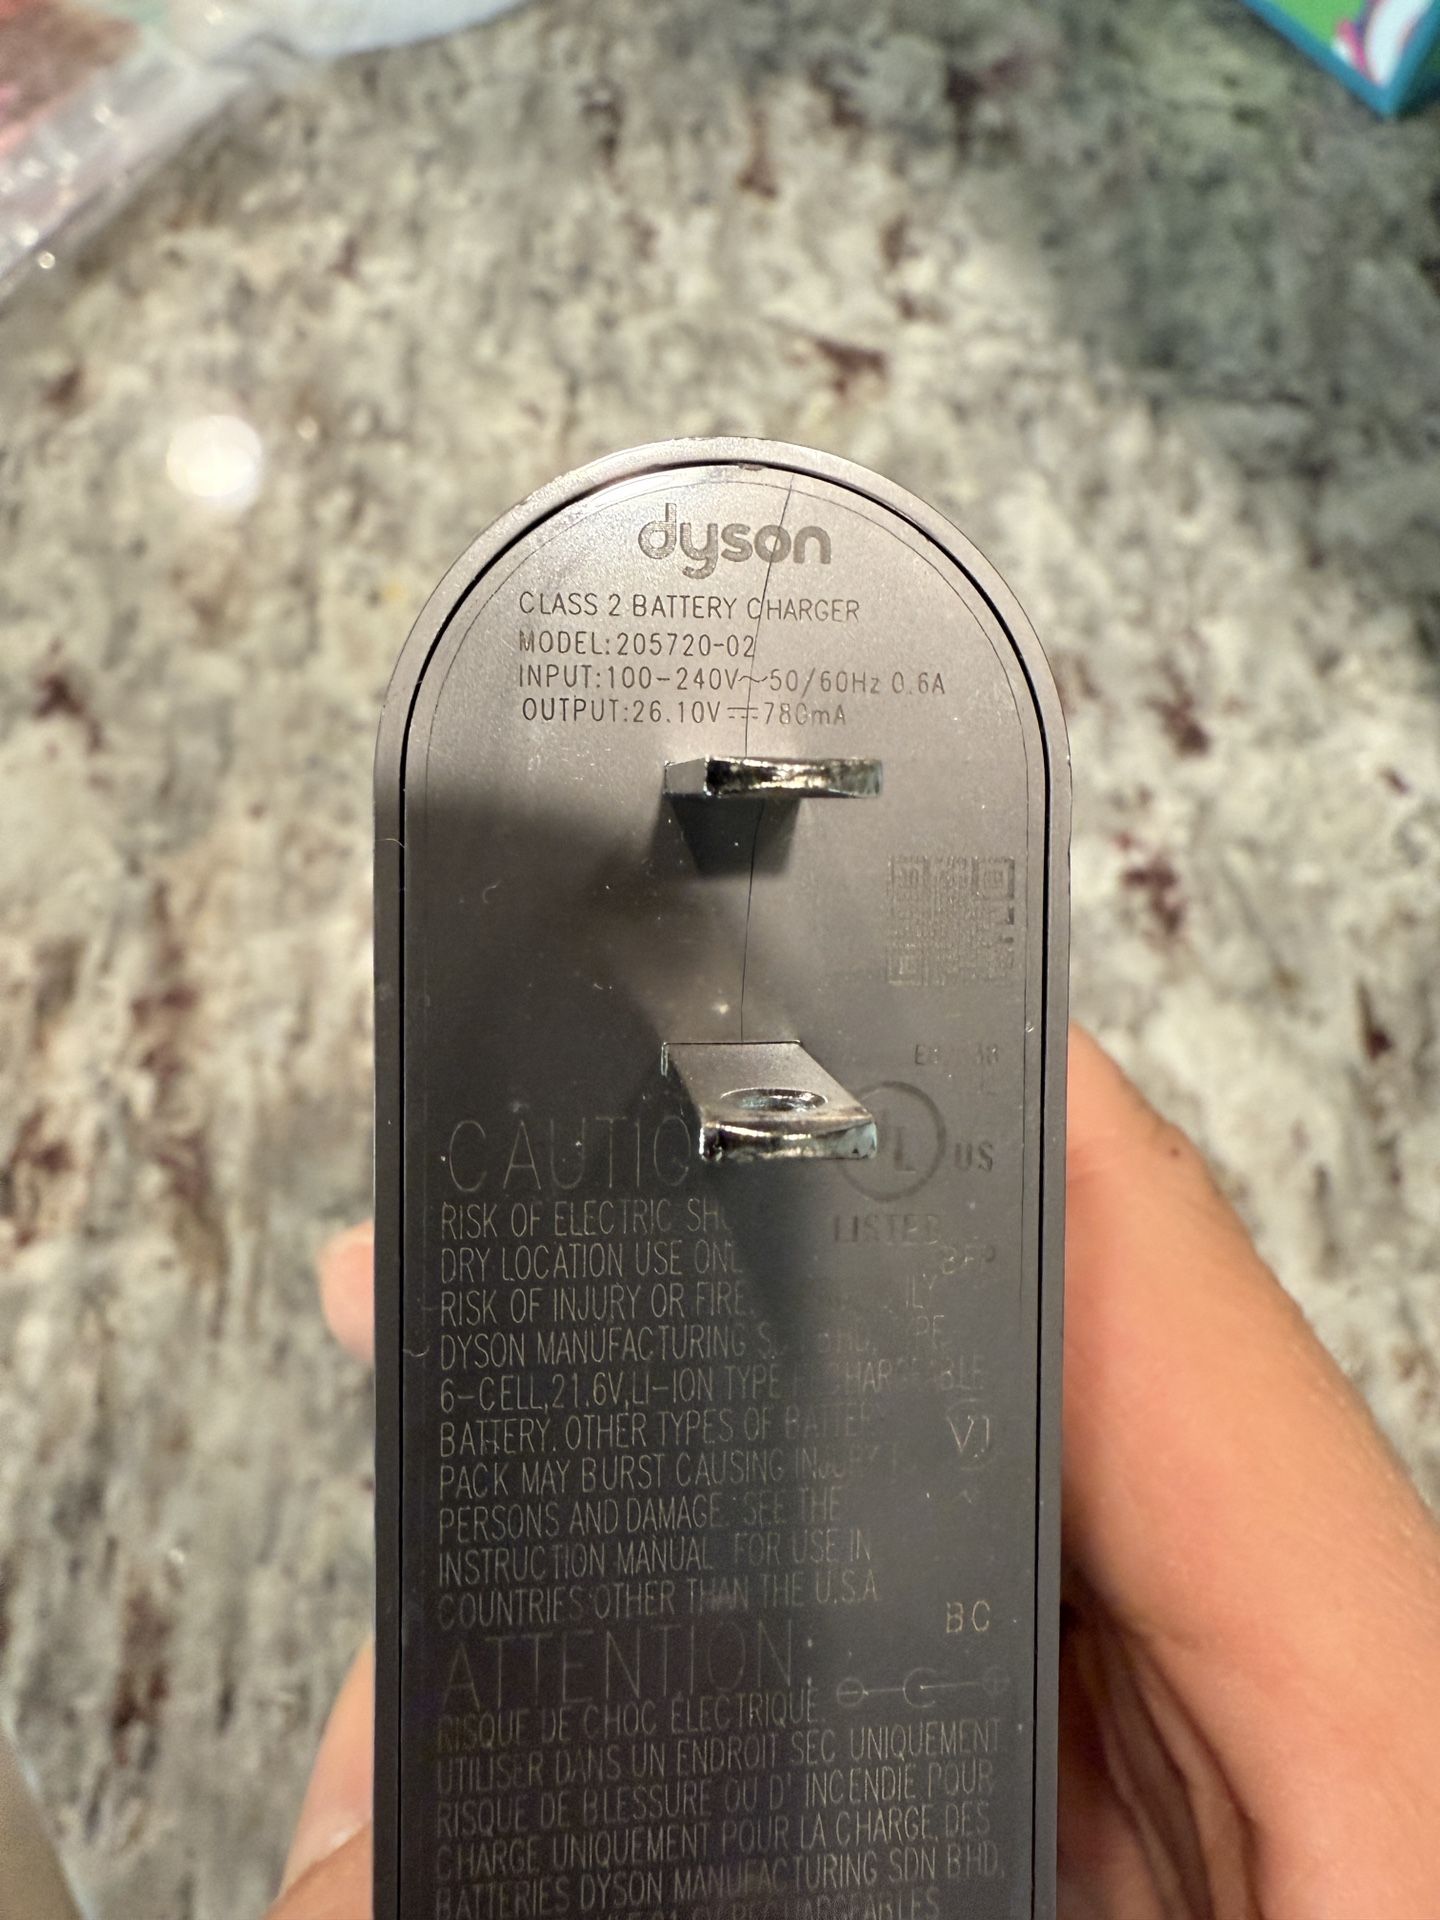 dyson
CLASS 2 BATTERY CHARGER
MODEL:205720-02
INPUT:100-240V~50/60Hz 0.6A
OUTPUT:26.10V⎓780mA
CAUTIO
UL US
LISTED
RISK OF ELECTRIC
DRY LOCATION USE
RISK OF INJURY OR FIRE.
DYSON MANUFACTURING
6-CELL,21.6V,LI-ION TYPE
BATTERY. OTHER TYPES OF
VJ
PACK MAY BURST CAUSING INJURY
PERSONS AND DAMAGE. SEE THE
INSTRUCTION MANUAL FOR USE IN
COUNTRIES OTHER THAN THE U.S.A
BC
ATTENTION:
RISQUE DE CHOC ÉLECTRIQUE
UTILISER DANS UN ENDROIT SEC UNIQUEMENT
RISQUE DE BLESSURE OU D' INCENDIE POUR
CHARGE UNIQUEMENT POUR LA CHARGE DES
BATTERIES DYSON MANUFACTURING SDN BHD,